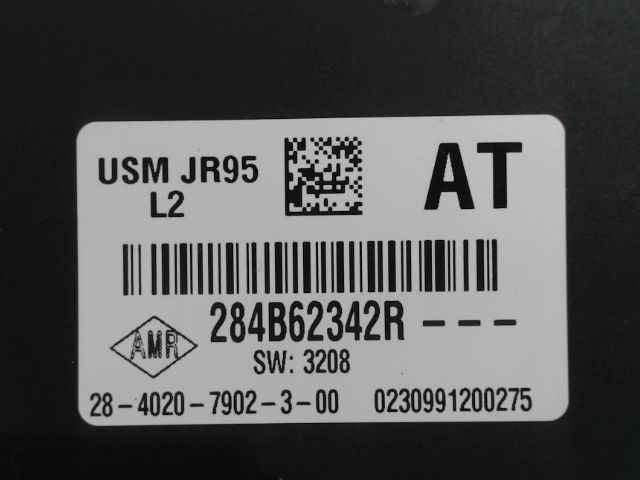 USM JR95
L2
AT
284B62342R ---
AMR
SW: 3208
28-4020-7902-3-00 0230991200275